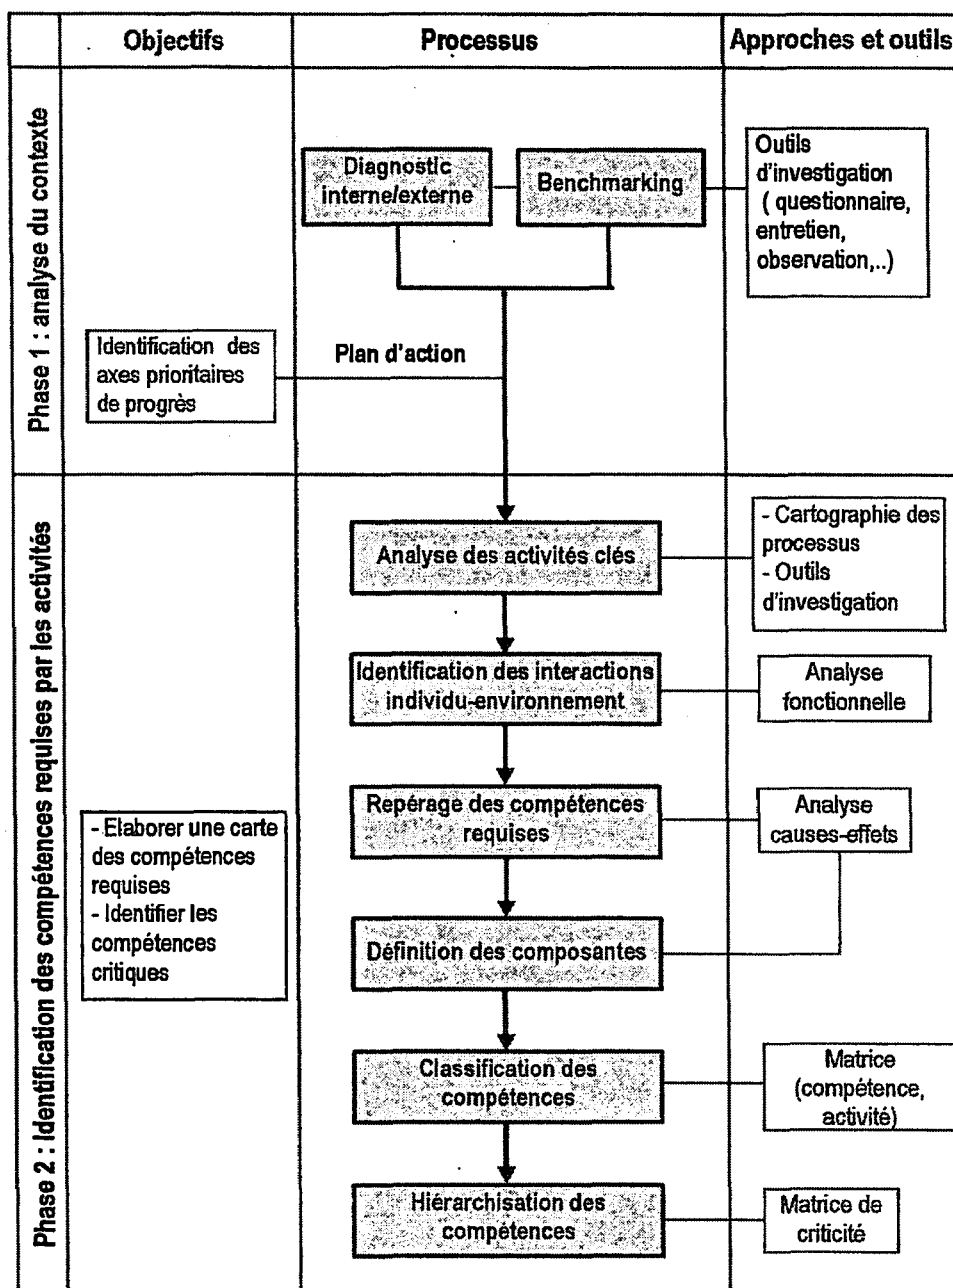 Objectifs
Processus
Approches et outils
Phase 1 : analyse du contexte
Diagnostic
interne/externe
Benchmarking
Outils
d'investigation
( questionnaire,
entretien,
observation,..)
Identification des
axes prioritaires
de progrès
Plan d'action
Phase 2 : Identification des compétences requises par les activités
Analyse des activités clés
- Cartographie des
processus
- Outils
d'investigation
Identification des interactions
individu-environnement
Analyse
fonctionnelle
- Elaborer une carte
des compétences
requises
- Identifier les
compétences
critiques
Repérage des compétences
requises
Analyse
causes-effets
Définition des composantes
Classification des
compétences
Matrice
(compétence,
activité)
Hiérarchisation des
compétences
Matrice de
criticité